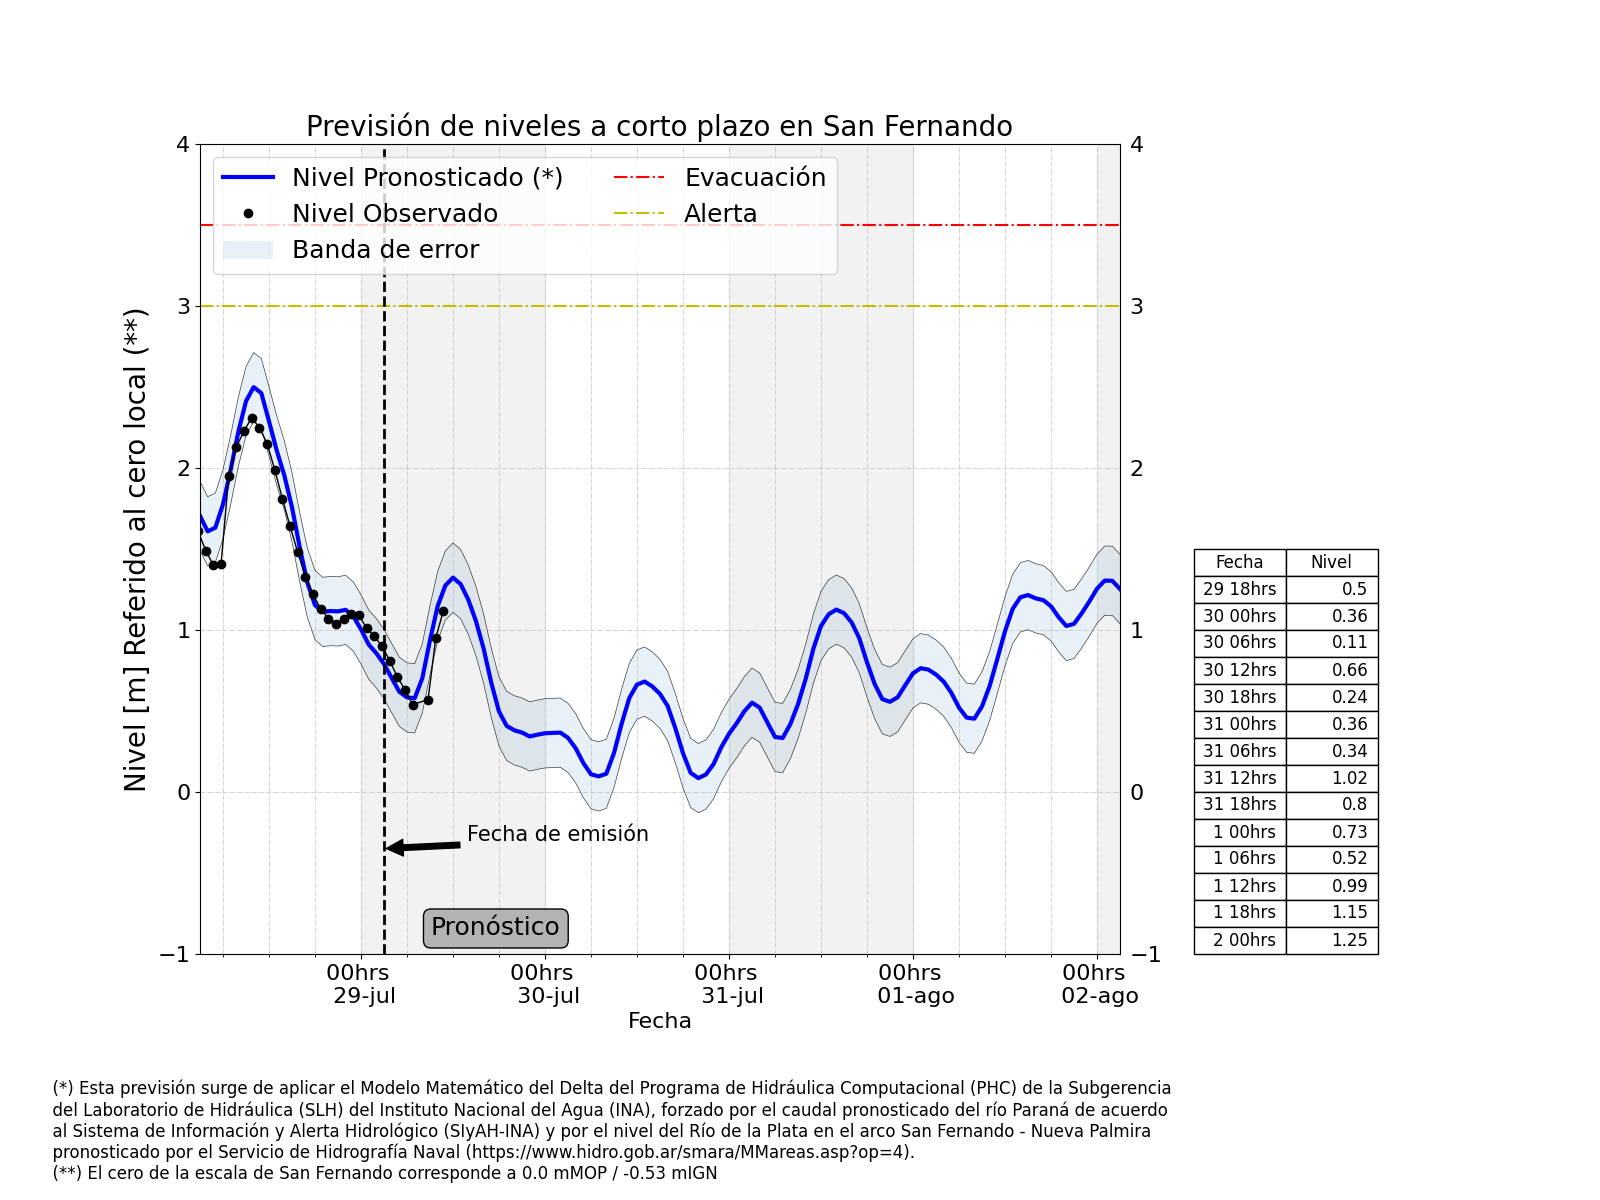 Previsión de niveles a corto plazo en San Fernando
Nivel Pronosticado (*)
Nivel Observado
Banda de error
Evacuación
Alerta
4
3
2
1
0
−1
4
3
2
1
0
−1
Nivel [m] Referido al cero local (**)
Fecha de emisión
Pronóstico
00hrs
29-jul
00hrs
30-jul
00hrs
31-jul
00hrs
01-ago
00hrs
02-ago
Fecha
Fecha Nivel
29 18hrs 0.5
30 00hrs 0.36
30 06hrs 0.11
30 12hrs 0.66
30 18hrs 0.24
31 00hrs 0.36
31 06hrs 0.34
31 12hrs 1.02
31 18hrs 0.8
1 00hrs 0.73
1 06hrs 0.52
1 12hrs 0.99
1 18hrs 1.15
2 00hrs 1.25
(*) Esta previsión surge de aplicar el Modelo Matemático del Delta del Programa de Hidráulica Computacional (PHC) de la Subgerencia
del Laboratorio de Hidráulica (SLH) del Instituto Nacional del Agua (INA), forzado por el caudal pronosticado del río Paraná de acuerdo
al Sistema de Información y Alerta Hidrológico (SIyAH-INA) y por el nivel del Río de la Plata en el arco San Fernando - Nueva Palmira
pronosticado por el Servicio de Hidrografía Naval (https://www.hidro.gob.ar/smara/MMareas.asp?op=4).
(**) El cero de la escala de San Fernando corresponde a 0.0 mMOP / -0.53 mIGN